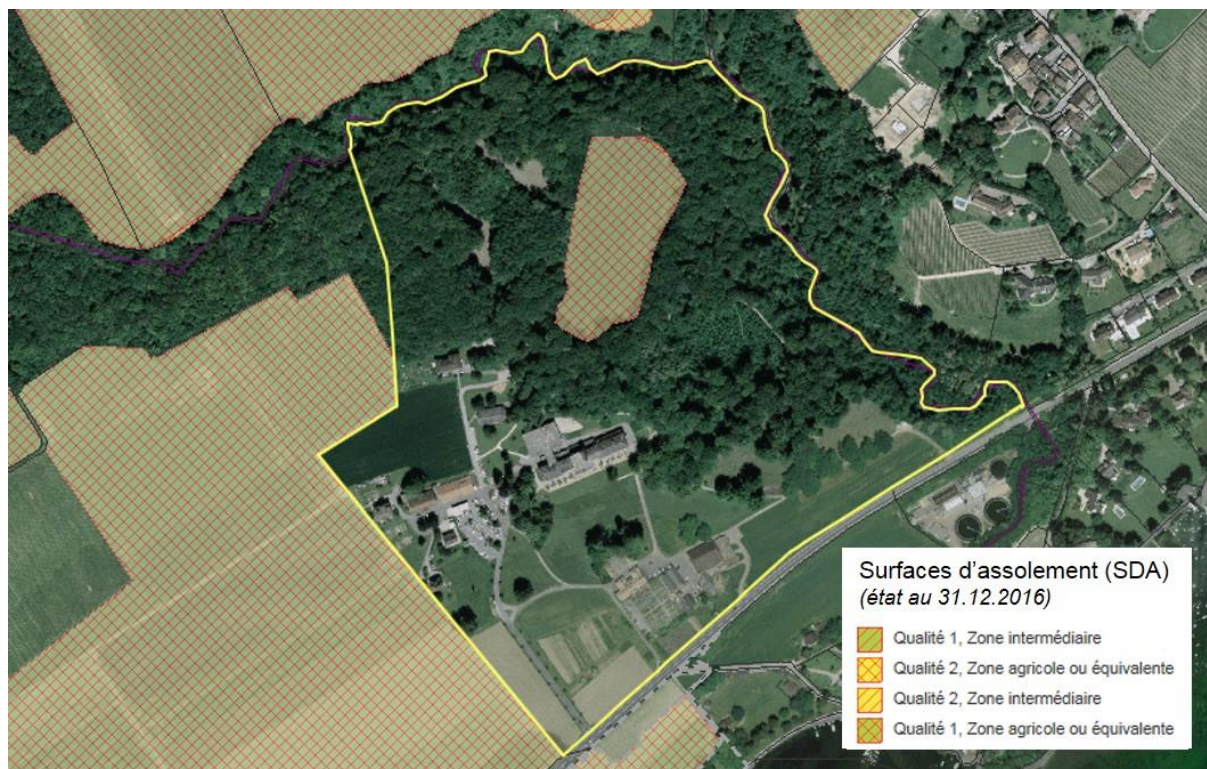 Surfaces d'assolement (SDA)
(état au 31.12.2016)
Qualité 1, Zone intermédiaire
Qualité 2, Zone agricole ou équivalente
Qualité 2, Zone intermédiaire
Qualité 1, Zone agricole ou équivalente